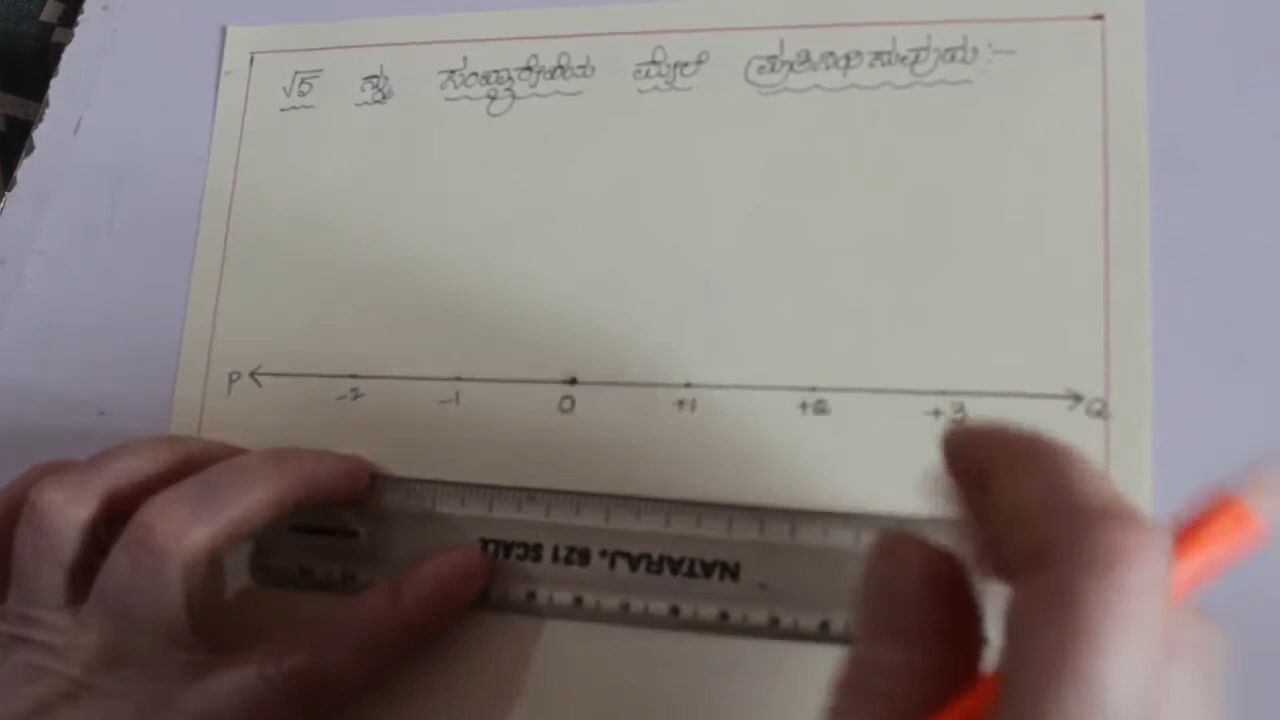 √5 ನ್ನು ಸಂಖ್ಯಾರೇಖೆಯ ಮೇಲೆ ಪ್ರತಿನಿಧಿಸುವುದು :-
P -2 -1 0 +1 +2 +3 Q
NATARAJ. 621 SCALE